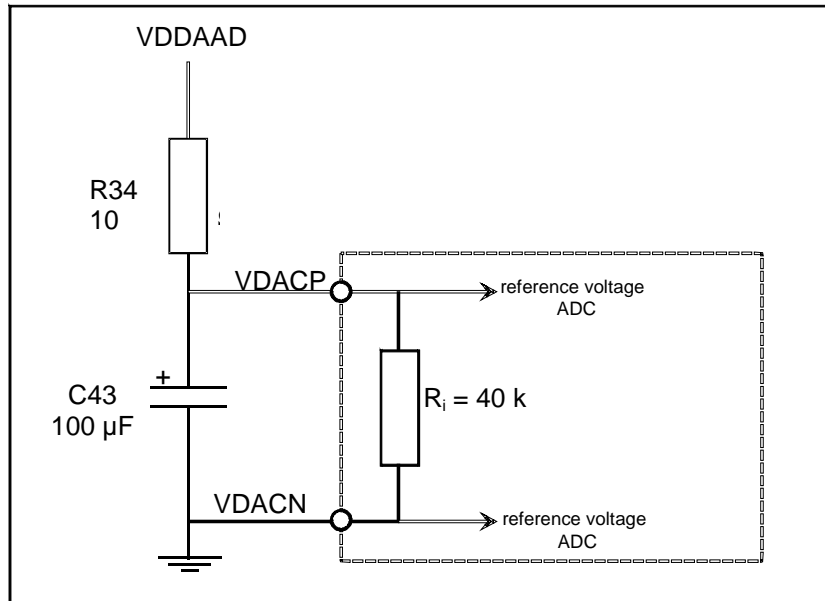 VDDAAD
R34
10
VDACP
reference voltage
ADC
+
C43
100 µF
Ri = 40 k
VDACN
reference voltage
ADC